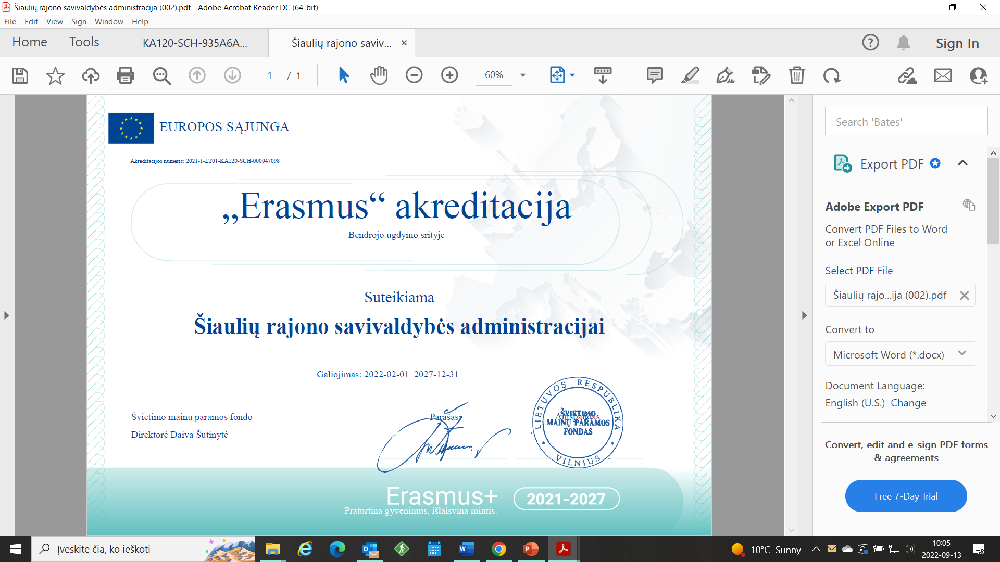 Šiaulių rajono savivaldybės administracija (002).pdf - Adobe Acrobat Reader DC (64-bit)
File Edit View Sign Window Help
Home Tools KA120-SCH-935A6A... Šiaulių rajono saviv... Sign In
1 / 1 60%
EUROPOS SĄJUNGA
Akreditacijos numeris: 2021-1-LT01-KA120-SCH-000047098
„Erasmus“ akreditacija
Bendrojo ugdymo srityje
Suteikiama
Šiaulių rajono savivaldybės administracijai
Galiojimas: 2022-02-01–2027-12-31
Švietimo mainų paramos fondo
Direktorė Daiva Šutinytė
Parašas
Antspaudas
LIETUVOS RESPUBLIKA
ŠVIETIMO
MAINŲ PARAMOS
FONDAS
* VILNIUS *
Erasmus+ 2021-2027
Praturtina gyvenimus, išlaisvina mintis.
Search 'Bates'
Export PDF
Adobe Export PDF
Convert PDF Files to Word
or Excel Online
Select PDF File
Šiaulių rajo...ija (002).pdf
Convert to
Microsoft Word (*.docx)
Document Language:
English (U.S.) Change
Convert, edit and e-sign PDF forms
& agreements
Free 7-Day Trial
Įveskite čia, ko ieškoti
10°C Sunny
10:05
2022-09-13